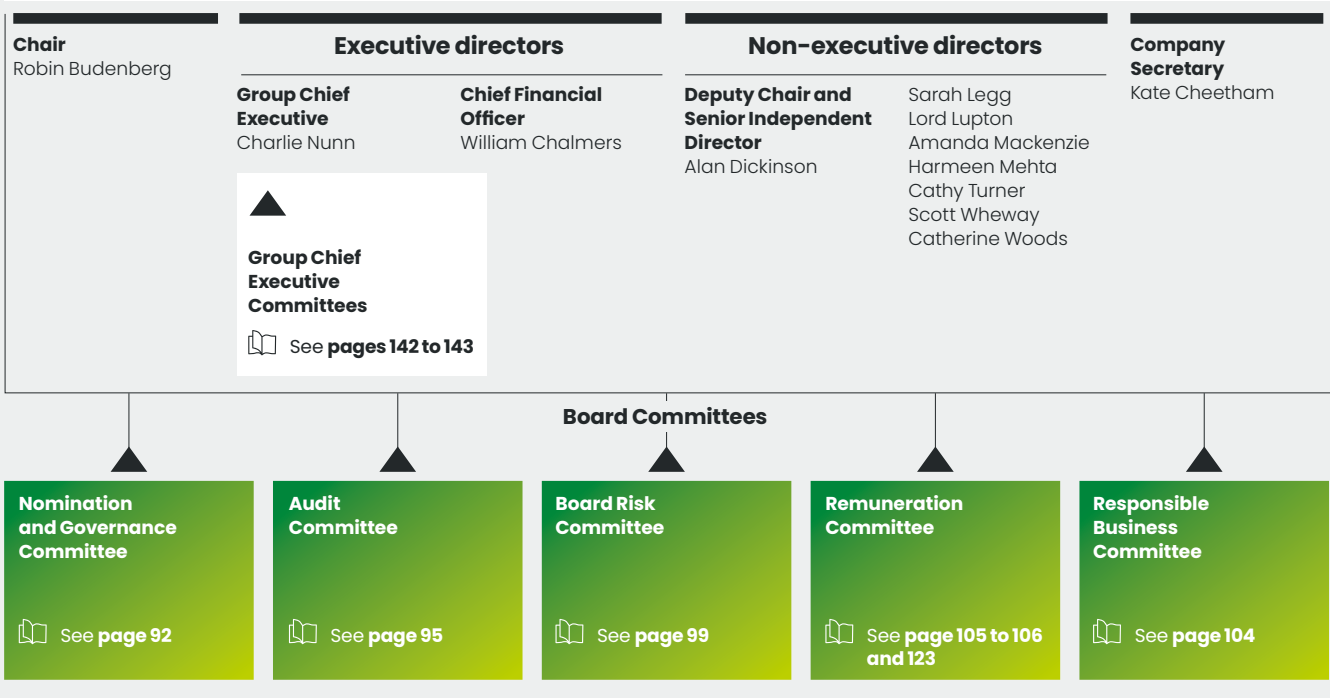 Chair
Robin Budenberg
Executive directors
Group Chief
Executive
Charlie Nunn
Chief Financial
Officer
William Chalmers
Group Chief
Executive
Committees
See pages 142 to 143
Non-executive directors
Deputy Chair and
Senior Independent
Director
Alan Dickinson
Sarah Legg
Lord Lupton
Amanda Mackenzie
Harmeen Mehta
Cathy Turner
Scott Wheway
Catherine Woods
Company
Secretary
Kate Cheetham
Board Committees
Nomination
and Governance
Committee
See page 92
Audit
Committee
See page 95
Board Risk
Committee
See page 99
Remuneration
Committee
See page 105 to 106
and 123
Responsible
Business
Committee
See page 104